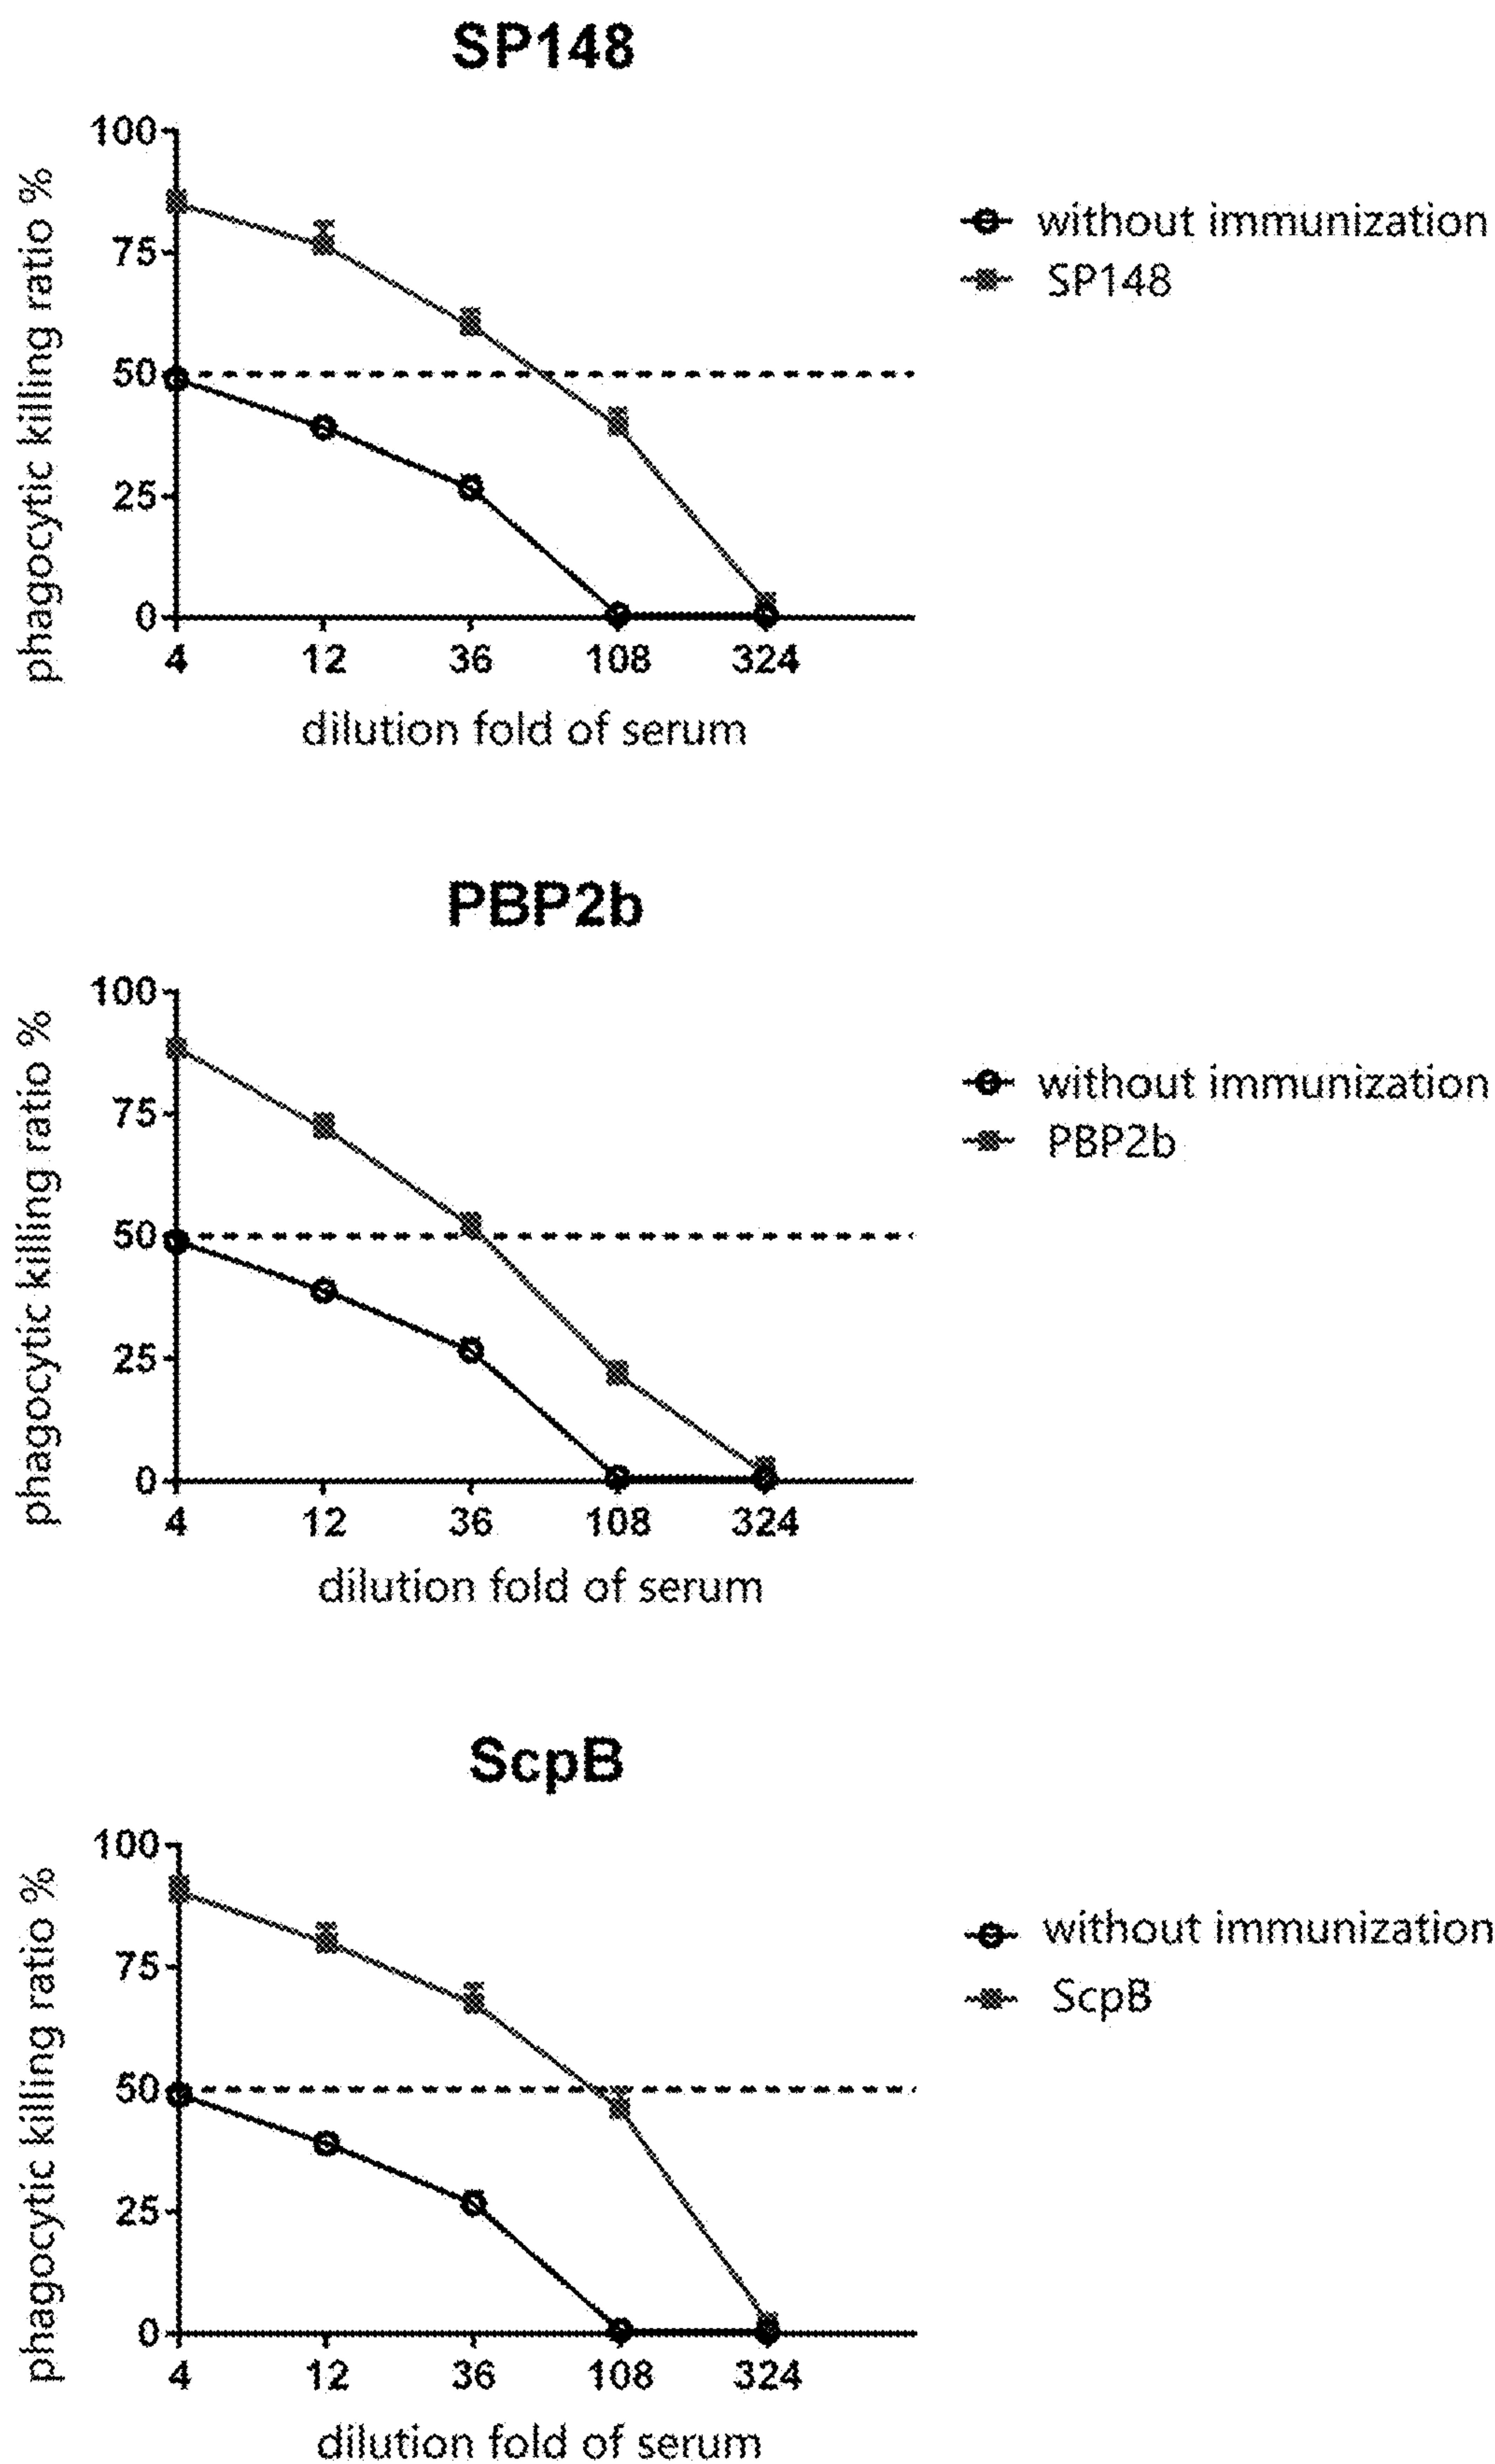 SP148
100
75
50
25
0
4 12 36 108 324
phagocytic killing ratio %
dilution fold of serum
without immunization
SP148
PBP2b
100
75
50
25
0
4 12 36 108 324
phagocytic killing ratio %
dilution fold of serum
without immunization
PBP2b
ScpB
100
75
50
25
0
4 12 36 108 324
phagocytic killing ratio %
dilution fold of serum
without immunization
ScpB